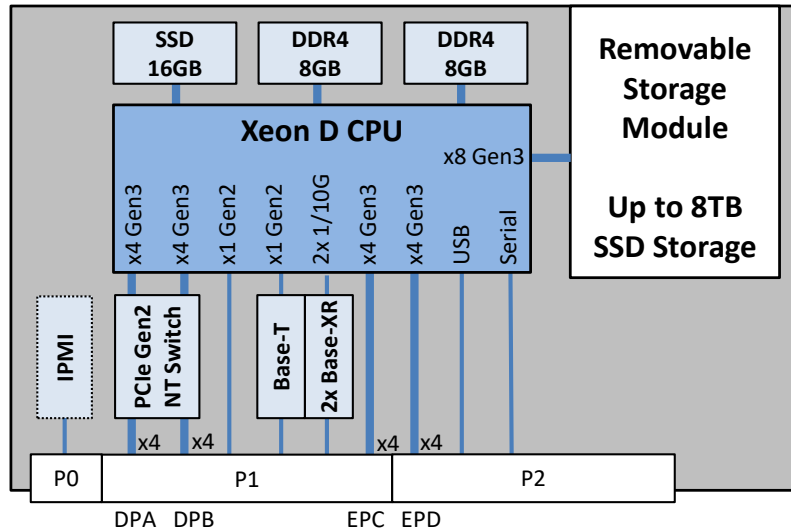 SSD
16GB
DDR4
8GB
DDR4
8GB
Removable
Storage
Module
Up to 8TB
SSD Storage
Xeon D CPU
x8 Gen3
x4 Gen3
x4 Gen3
x1 Gen2
x1 Gen2
2x 1/10G
x4 Gen3
x4 Gen3
USB
Serial
IPMI
PCIe Gen2
NT Switch
Base-T
2x Base-XR
x4
x4
x4
x4
P0
P1
P2
DPA
DPB
EPC
EPD